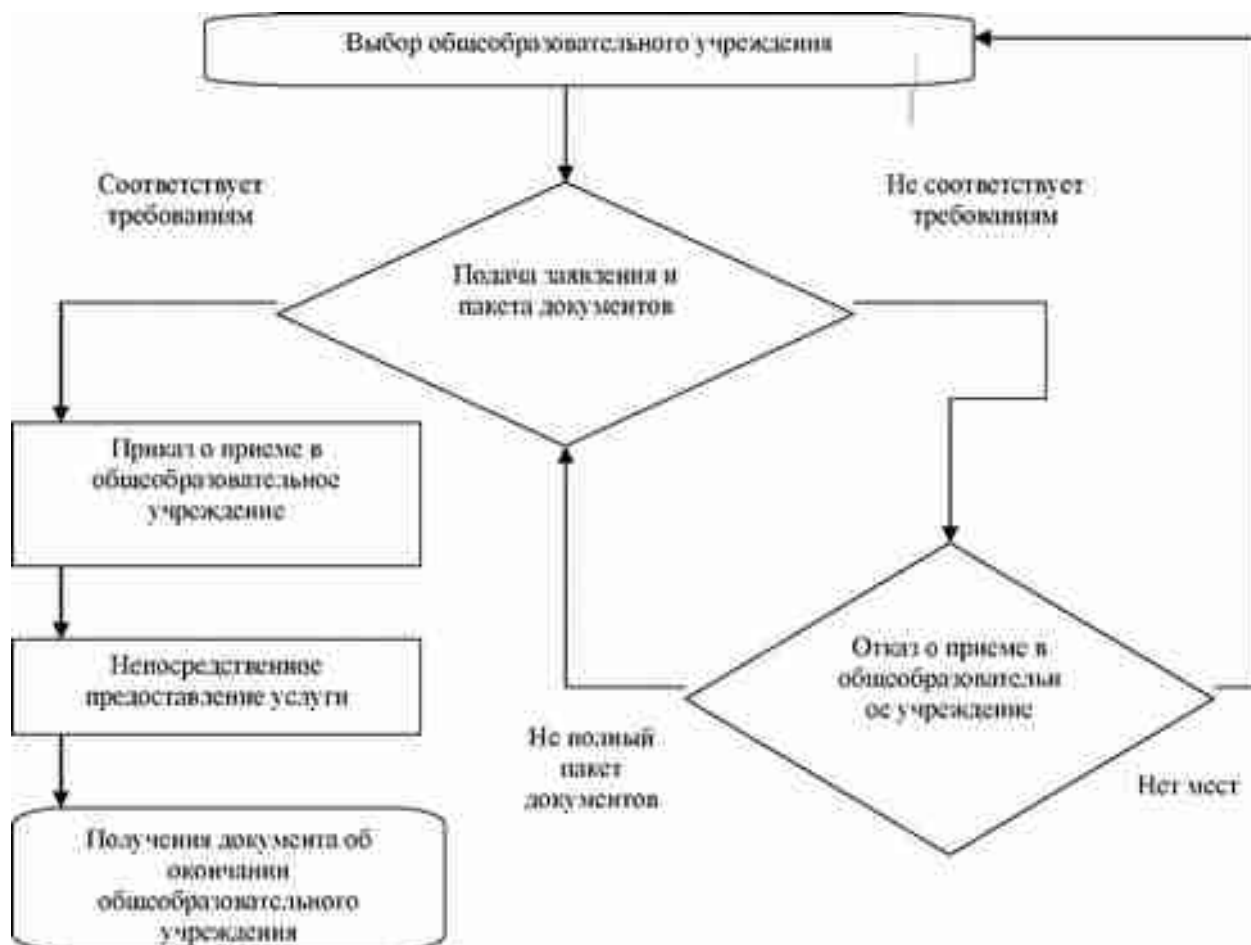 Выбор общеобразовательного учреждения
Соответствует
требованиям
Не соответствует
требованиям
Подача заявления и
пакета документов
Приказ о приеме в
общеобразовательное
учреждение
Непосредственное
предоставление услуги
Отказ о приеме в
общеобразовательн
ое учреждение
Не полный
пакет
документов
Нет мест
Получения документа об
окончании
общеобразовательного
учреждения